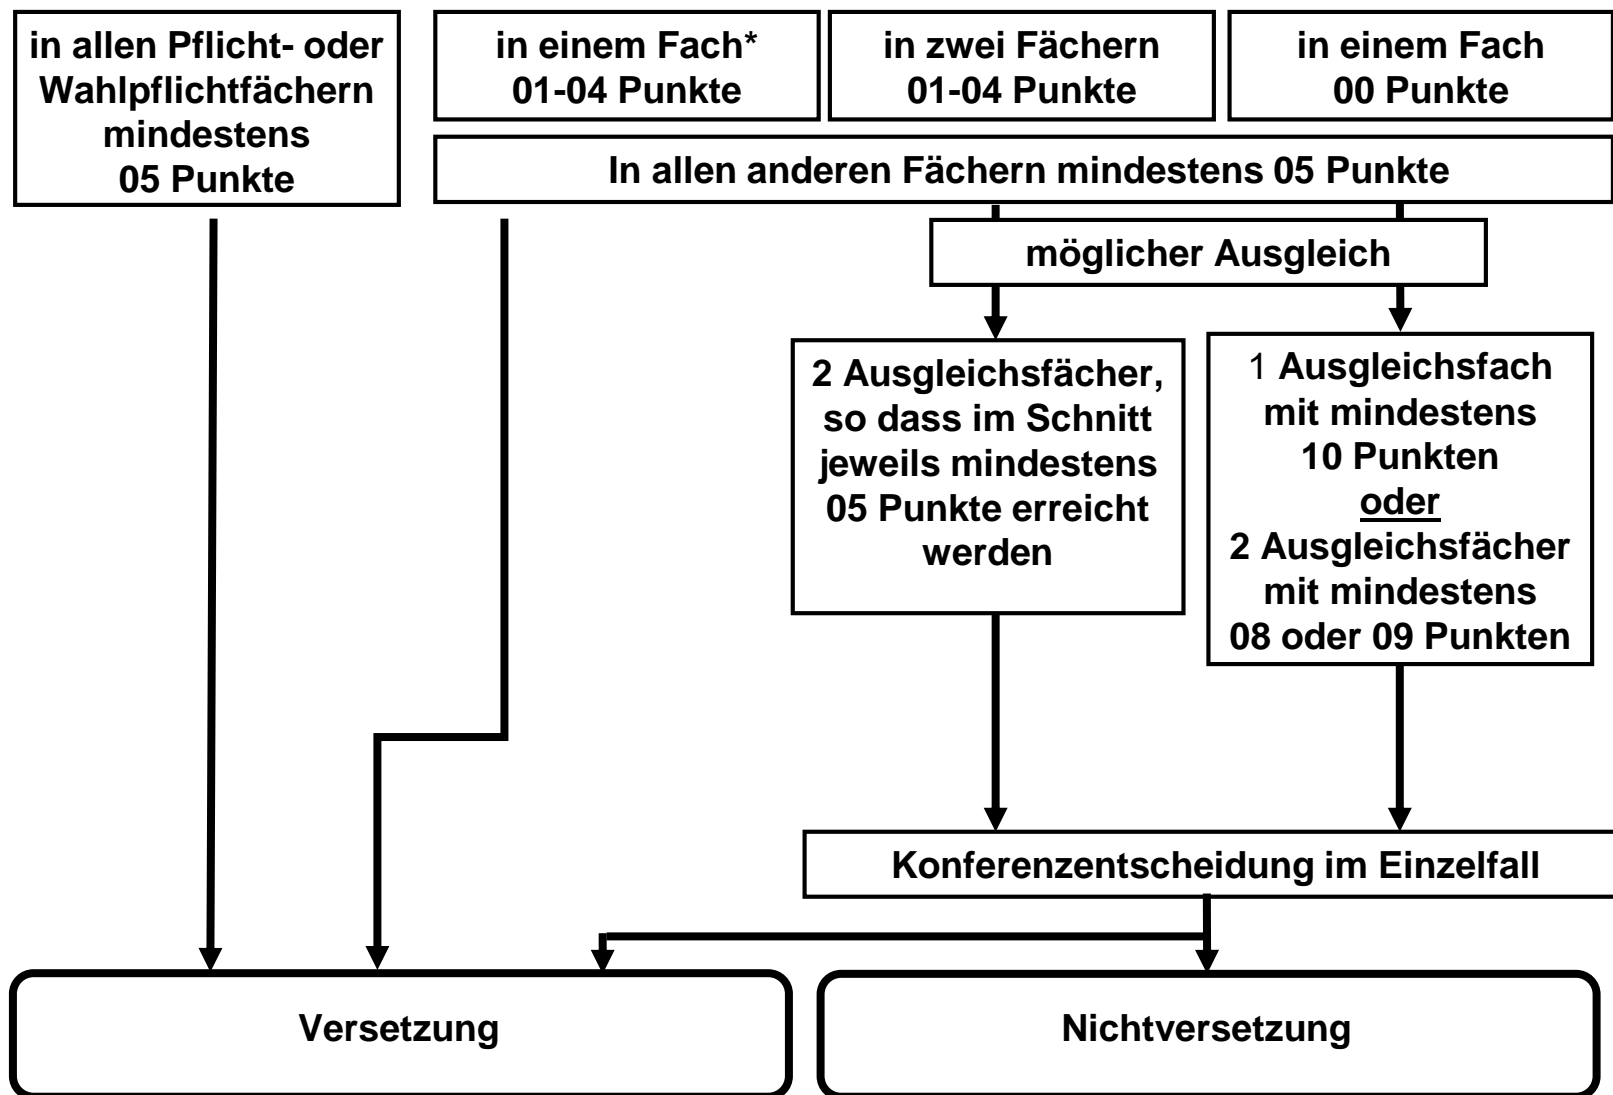 in allen Pflicht- oder
Wahlpflichtfächern
mindestens
05 Punkte
in einem Fach*
01-04 Punkte
in zwei Fächern
01-04 Punkte
in einem Fach
00 Punkte
In allen anderen Fächern mindestens 05 Punkte
möglicher Ausgleich
2 Ausgleichsfächer,
so dass im Schnitt
jeweils mindestens
05 Punkte erreicht
werden
1 Ausgleichsfach
mit mindestens
10 Punkten
oder
2 Ausgleichsfächer
mit mindestens
08 oder 09 Punkten
Konferenzentscheidung im Einzelfall
Versetzung
Nichtversetzung